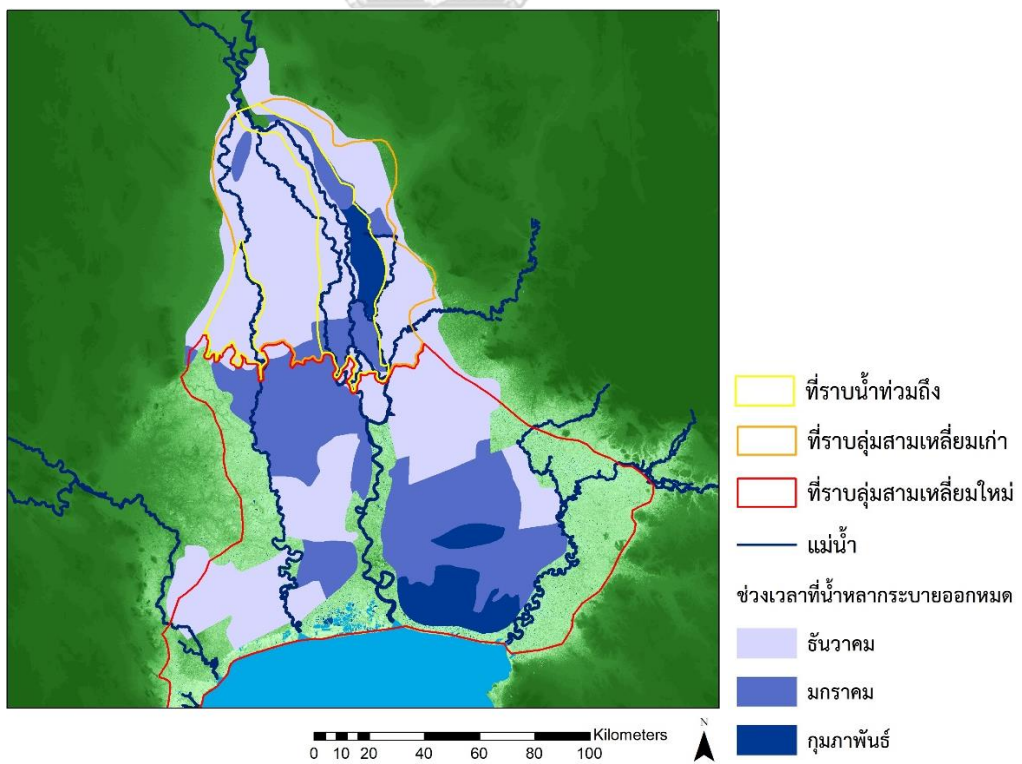 ที่ราบน้ำท่วมถึง
ที่ราบลุ่มสามเหลี่ยมเก่า
ที่ราบลุ่มสามเหลี่ยมใหม่
แม่น้ำ
ช่วงเวลาที่น้ำหลากระบายออกหมด
ธันวาคม
มกราคม
กุมภาพันธ์
Kilometers
0 10 20 40 60 80 100
N